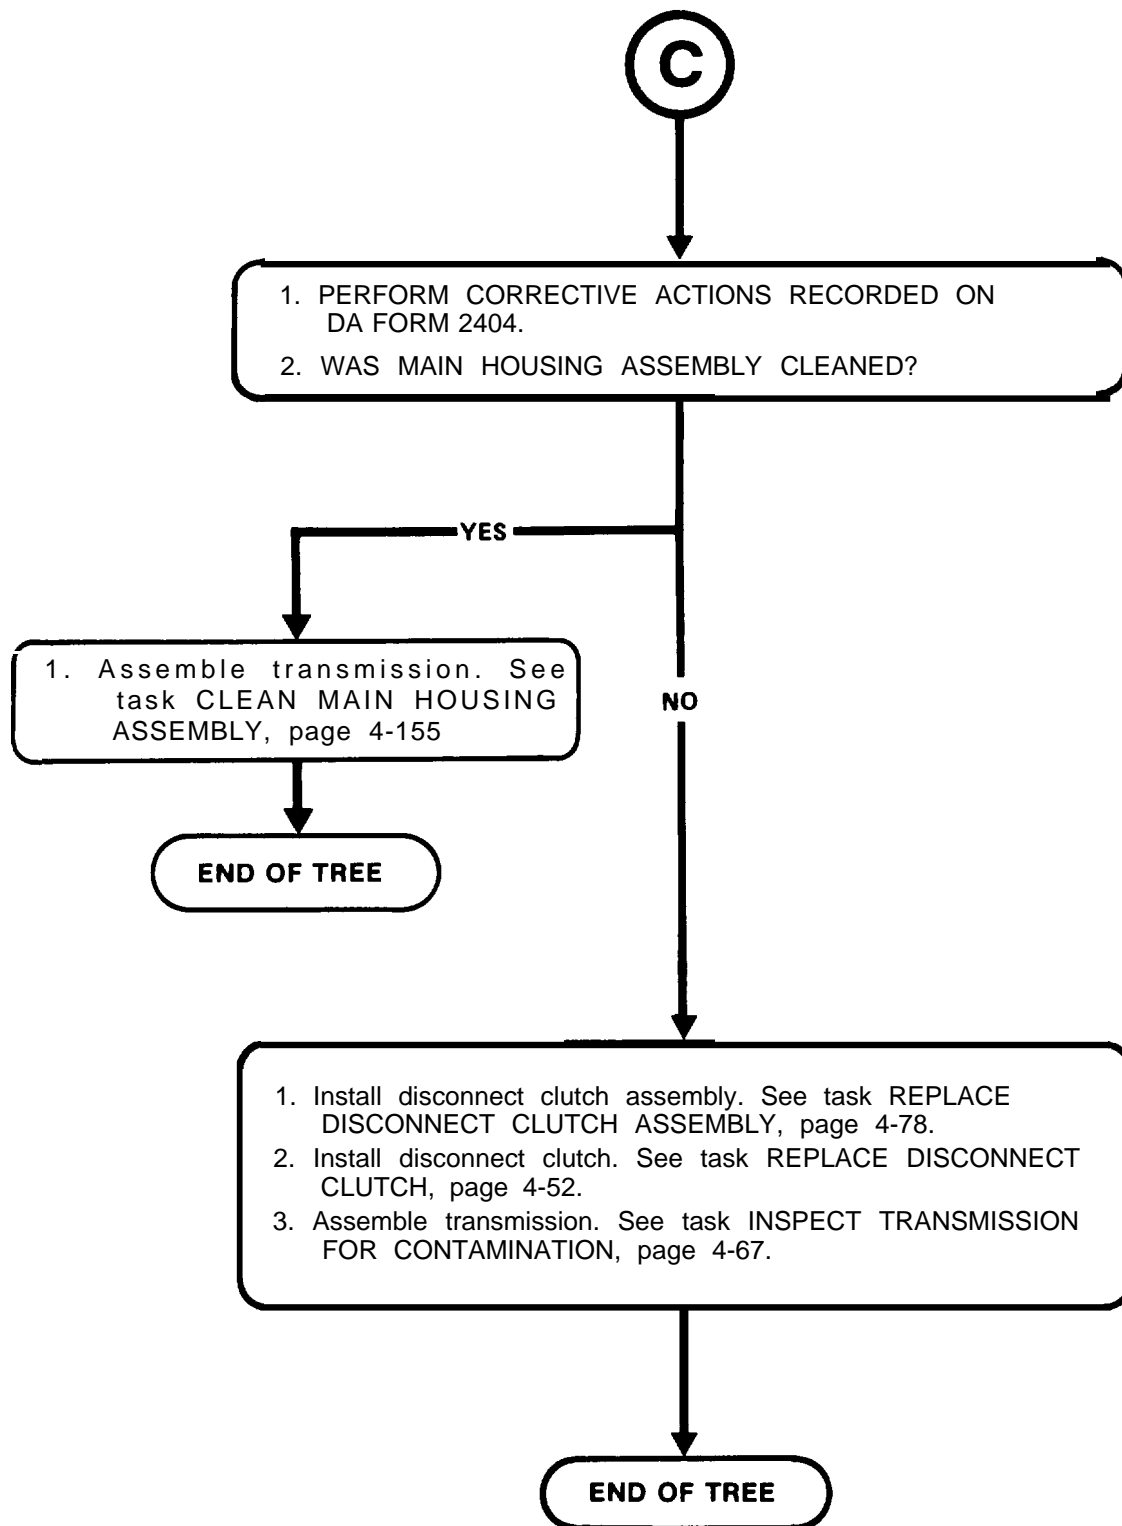 C
1. PERFORM CORRECTIVE ACTIONS RECORDED ON
DA FORM 2404.
2. WAS MAIN HOUSING ASSEMBLY CLEANED?
YES
1. Assemble transmission. See
task CLEAN MAIN HOUSING
ASSEMBLY, page 4-155
END OF TREE
NO
1. Install disconnect clutch assembly. See task REPLACE
DISCONNECT CLUTCH ASSEMBLY, page 4-78.
2. Install disconnect clutch. See task REPLACE DISCONNECT
CLUTCH, page 4-52.
3. Assemble transmission. See task INSPECT TRANSMISSION
FOR CONTAMINATION, page 4-67.
END OF TREE